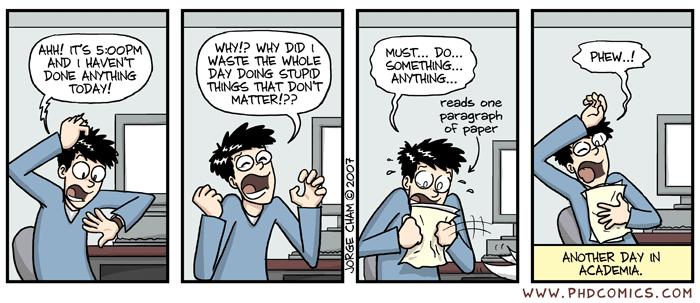 AHH! IT'S 5:00PM
AND I HAVEN'T
DONE ANYTHING
TODAY!
WHY!? WHY DID I
WASTE THE WHOLE
DAY DOING STUPID
THINGS THAT DON'T
MATTER!??
JORGE CHAM © 2007
MUST... DO...
SOMETHING...
ANYTHING...
reads one
paragraph
of paper
PHEW..!
ANOTHER DAY IN
ACADEMIA.
WWW.PHDCOMICS.COM